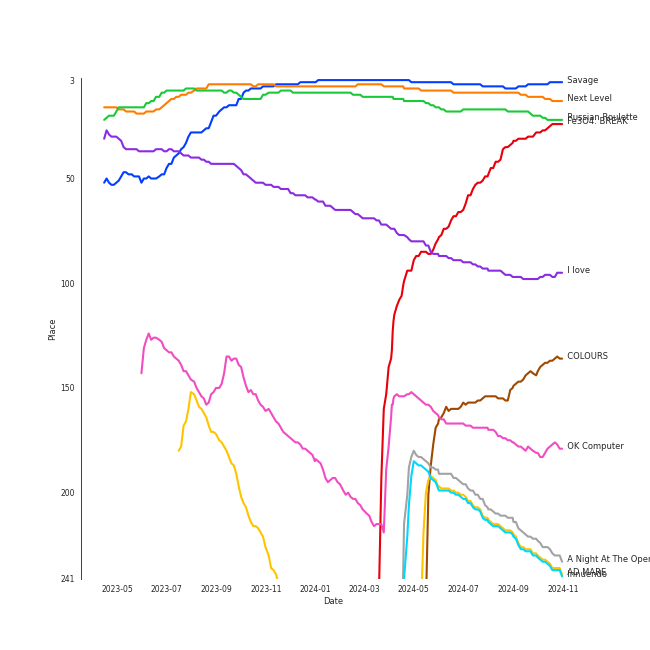 3
Savage
Next Level
Russian Roulette
Fe3O4: BREAK
50
I love
100
Place
COLOURS
150
OK Computer
200
A Night At The Oper
AD MARE
Innuendo
241
2023-05 2023-07 2023-09 2023-11 2024-01 2024-03 2024-05 2024-07 2024-09 2024-11
Date